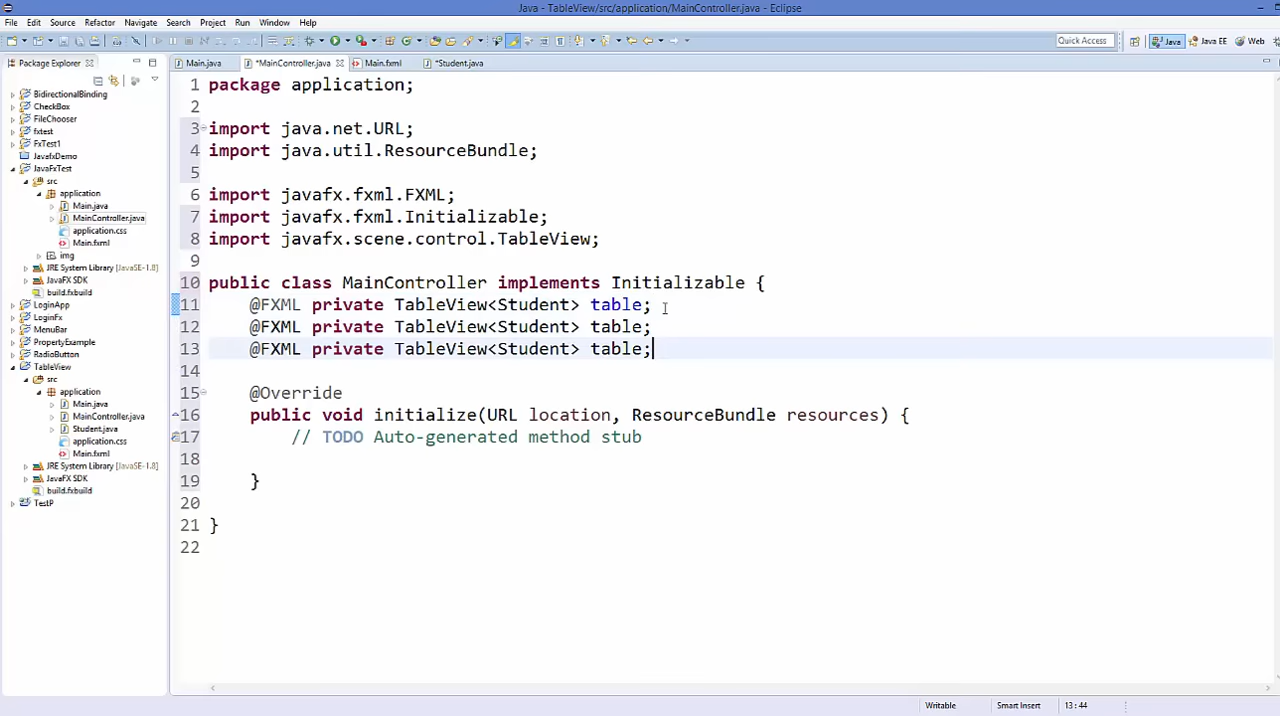 Java - TableView/src/application/MainController.java - Eclipse
File Edit Source Refactor Navigate Search Project Run Window Help
Quick Access Java Java EE Web
Package Explorer
Main.java *MainController.java Main.fxml *Student.java
BidirectionalBinding
CheckBox
FileChooser
fxtest
FxTest1
JavafxDemo
JavaFxTest
src
application
Main.java
MainController.java
application.css
Main.fxml
img
JRE System Library [JavaSE-1.8]
JavaFX SDK
build.fxbuild
LoginApp
LoginFx
MenuBar
PropertyExample
RadioButton
TableView
src
application
Main.java
MainController.java
Student.java
application.css
Main.fxml
JRE System Library [JavaSE-1.8]
JavaFX SDK
build.fxbuild
TestP
1 package application;
2
3 import java.net.URL;
4 import java.util.ResourceBundle;
5
6 import javafx.fxml.FXML;
7 import javafx.fxml.Initializable;
8 import javafx.scene.control.TableView;
9
10 public class MainController implements Initializable {
11 @FXML private TableView<Student> table;
12 @FXML private TableView<Student> table;
13 @FXML private TableView<Student> table;
14
15 @Override
16 public void initialize(URL location, ResourceBundle resources) {
17 // TODO Auto-generated method stub
18
19 }
20
21 }
22
Writable Smart Insert 13:44